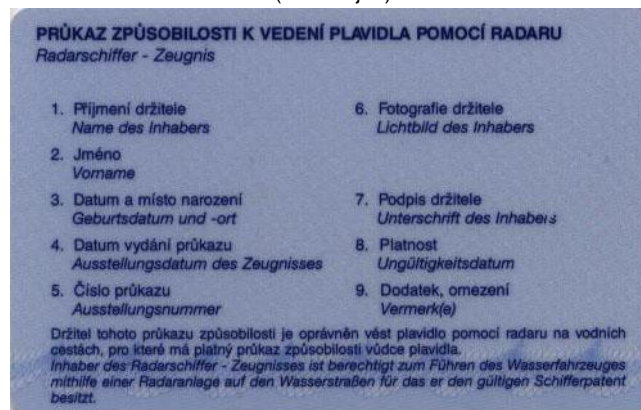 PRŮKAZ ZPŮSOBILOSTI K VEDENÍ PLAVIDLA POMOCÍ RADARU
Radarschiffer - Zeugnis
1. Příjmení držitele
Name des Inhabers
2. Jméno
Vorname
3. Datum a místo narození
Geburtsdatum und -ort
4. Datum vydání průkazu
Ausstellungsdatum des Zeugnisses
5. Číslo průkazu
Ausstellungsnummer
6. Fotografie držitele
Lichtbild des Inhabers
7. Podpis držitele
Unterschrift des Inhabers
8. Platnost
Ungültigkeitsdatum
9. Dodatek, omezení
Vermerk(e)
Držitel tohoto průkazu způsobilosti je oprávněn vést plavidlo pomocí radaru na vodních
cestách, pro které má platný průkaz způsobilosti vůdce plavidla.
Inhaber des Radarschiffer - Zeugnisses ist berechtigt zum Führen des Wasserfahrzeuges
mithilfe einer Radaranlage auf den Wasserstraßen für das er den gültigen Schifferpatent
besitzt.